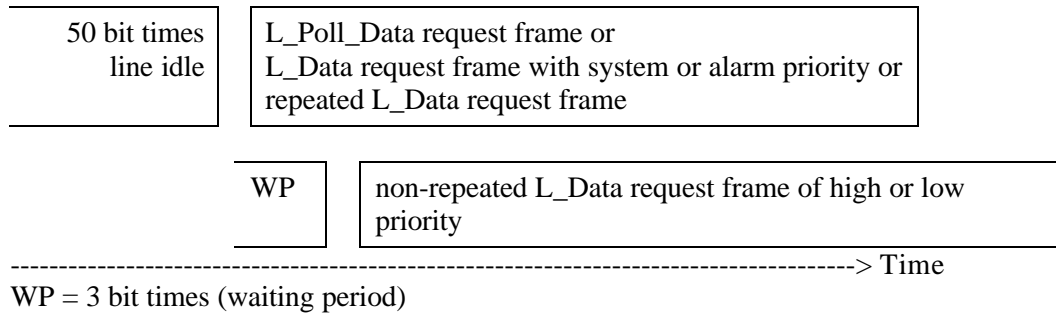 50 bit times
line idle
L_Poll_Data request frame or
L_Data request frame with system or alarm priority or
repeated L_Data request frame
WP
non-repeated L_Data request frame of high or low
priority
------------------------------------------------------------------------------------------> Time
WP = 3 bit times (waiting period)